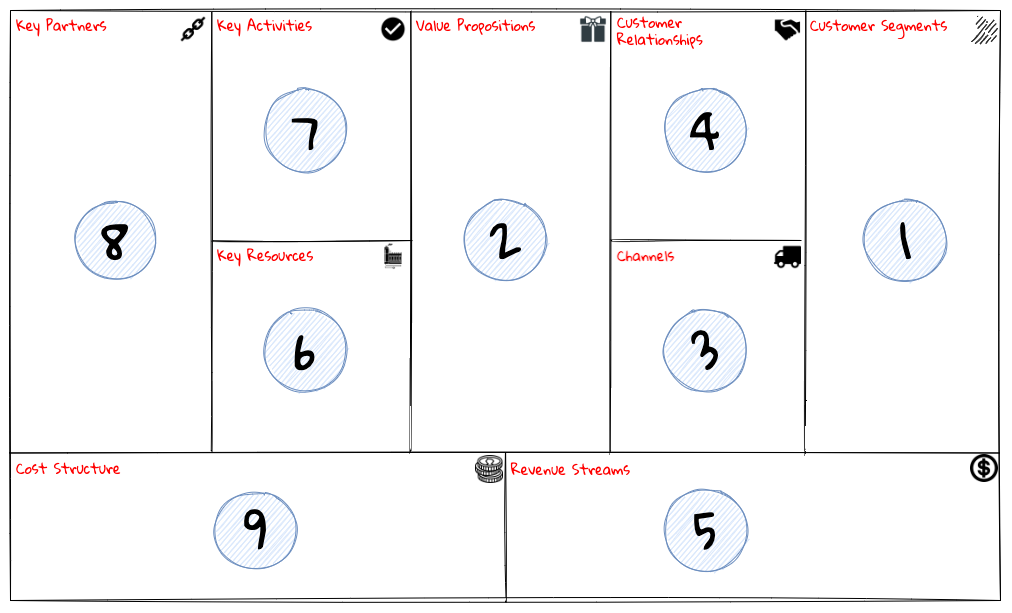 Key Partners
Key Activities
Value Propositions
Customer
Relationships
Customer Segments
7
4
8
2
1
Key Resources
Channels
6
3
Cost Structure
Revenue Streams
9
5
$